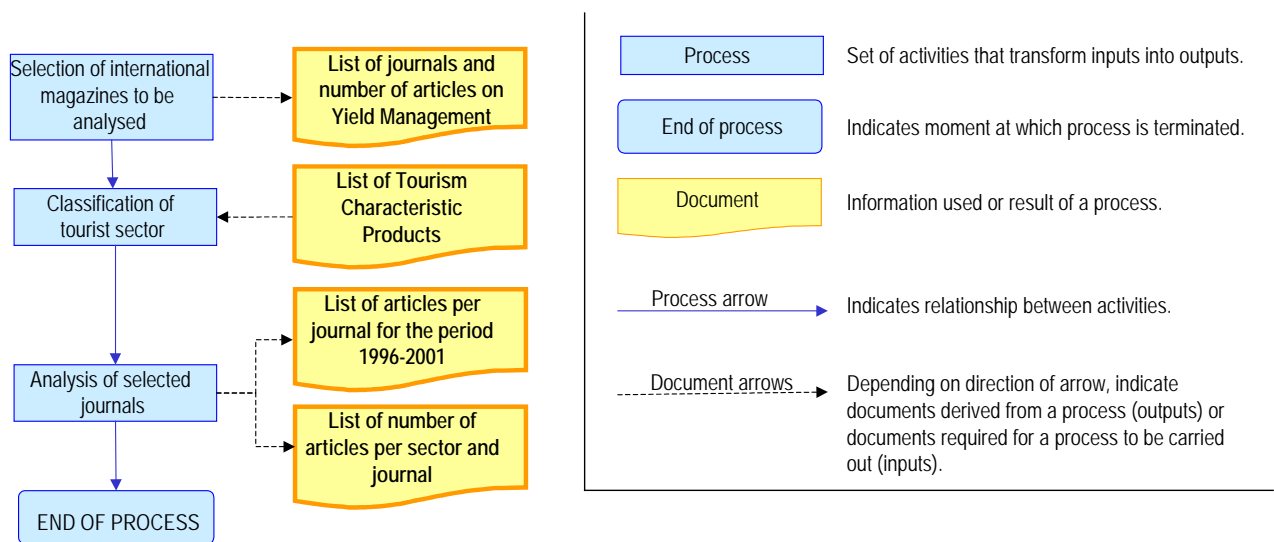 Selection of international
magazines to be
analysed
List of journals and
number of articles on
Yield Management
Classification of
tourist sector
List of Tourism
Characteristic
Products
List of articles per
journal for the period
1996-2001
Analysis of selected
journals
List of number of
articles per sector and
journal
END OF PROCESS
Process
Set of activities that transform inputs into outputs.
End of process
Indicates moment at which process is terminated.
Document
Information used or result of a process.
Process arrow
Indicates relationship between activities.
Document arrows
Depending on direction of arrow, indicate
documents derived from a process (outputs) or
documents required for a process to be carried
out (inputs).